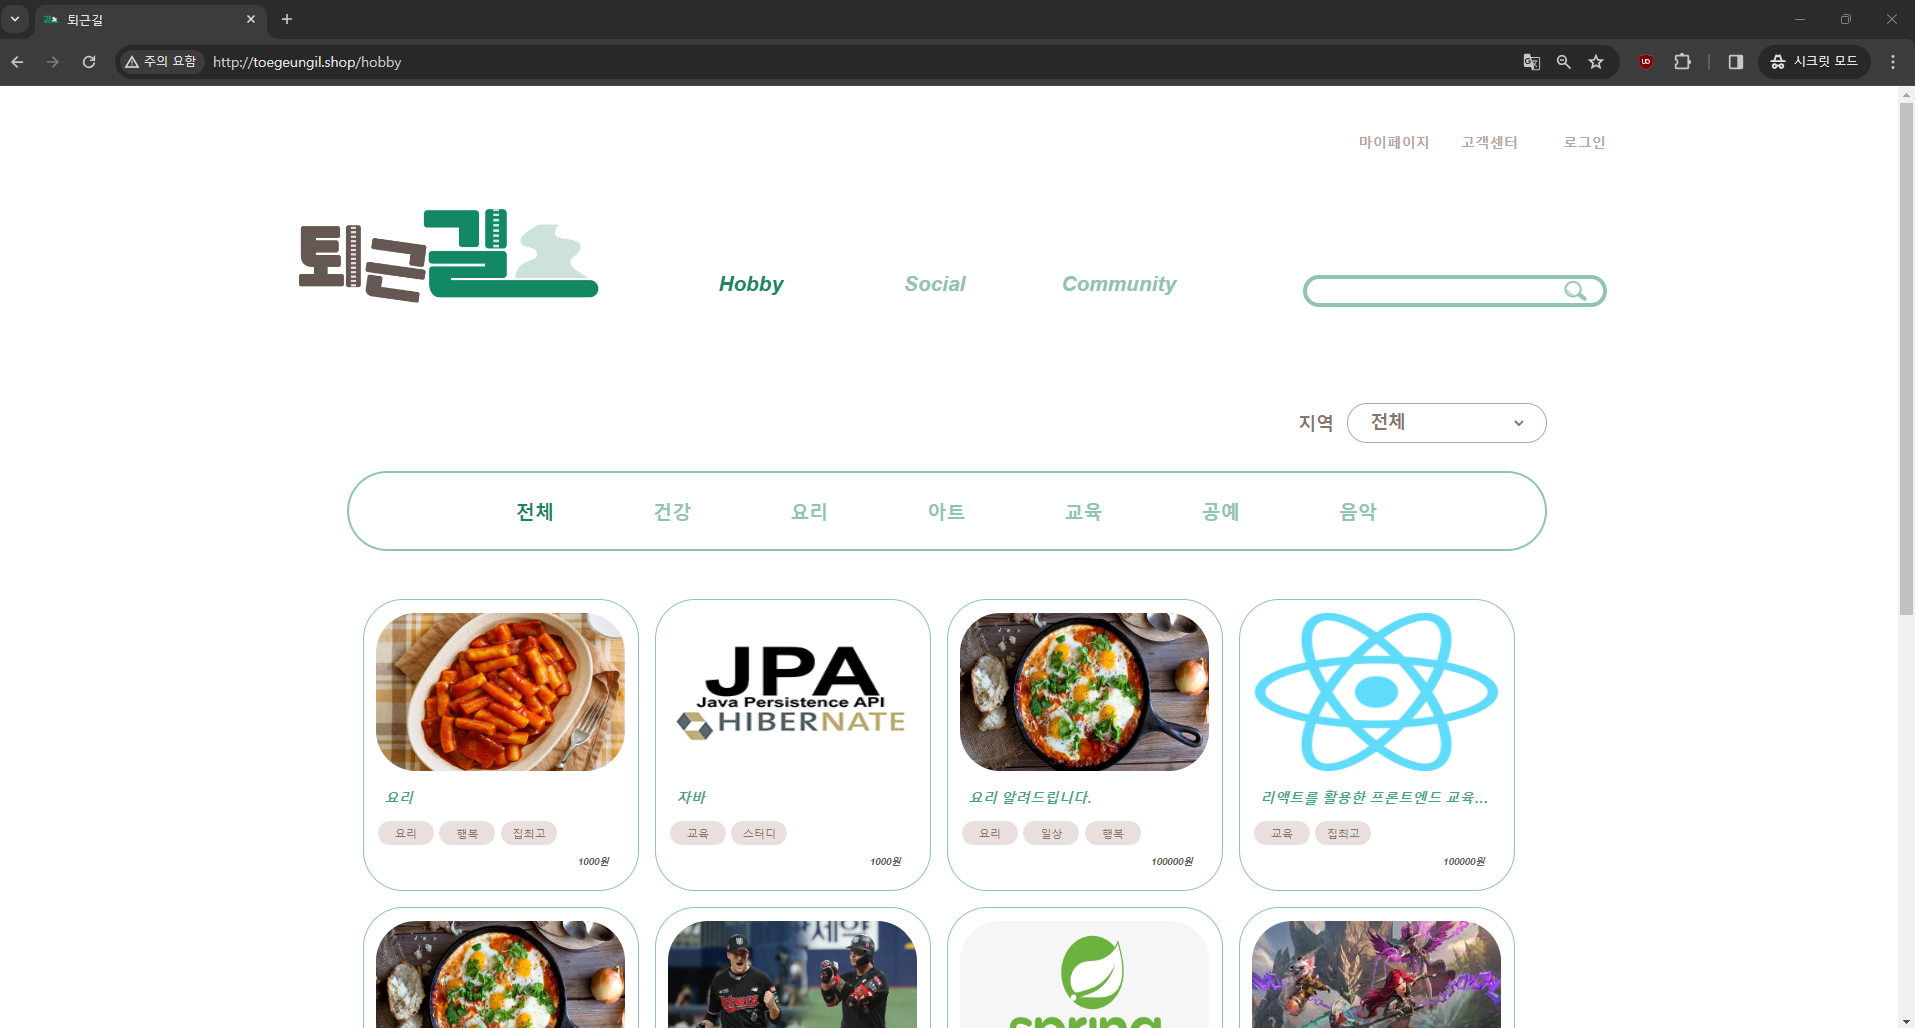 퇴근길
주의 요함 http://toegeungil.shop/hobby
시크릿 모드
마이페이지 고객센터 로그인
퇴근길
Hobby Social Community
지역 전체
전체 건강 요리 아트 교육 공예 음악
JPA
Java Persistence API
HIBERNATE
요리
요리 행복 집최고
1000원
자바
교육 스터디
1000원
요리 알려드립니다.
요리 일상 행복
100000원
리액트를 활용한 프론트엔드 교육...
교육 집최고
100000원
세약
ktwiz
spring